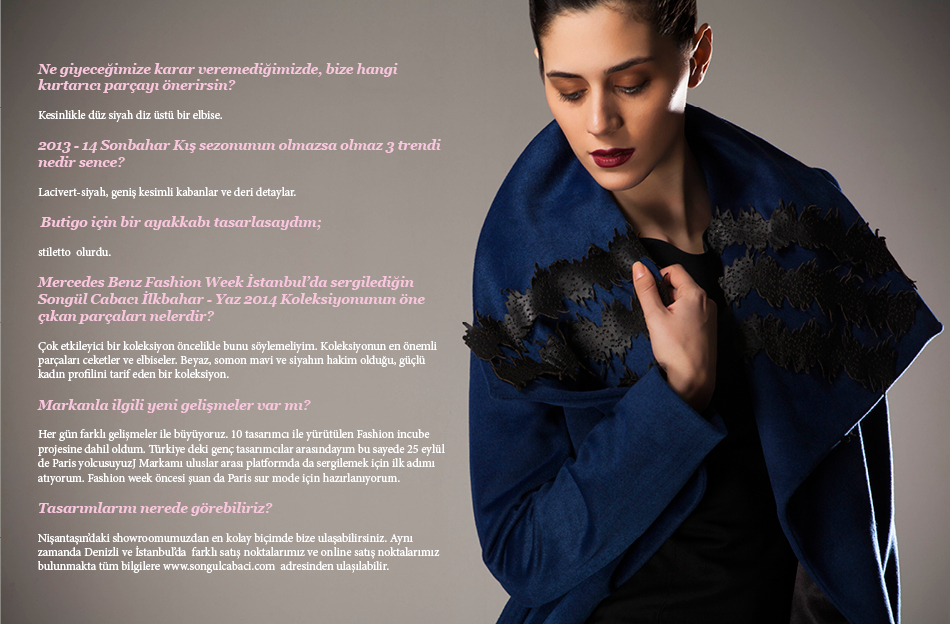 Ne giyeceğimize karar veremediğimizde, bize hangi
kurtarıcı parçayı önerirsin?
Kesinlikle düz siyah diz üstü bir elbise.
2013 - 14 Sonbahar Kış sezonunun olmazsa olmaz 3 trendi
nedir sence?
Lacivert-siyah, geniş kesimli kabanlar ve deri detaylar.
Butigo için bir ayakkabı tasarlasaydım;
stiletto olurdu.
Mercedes Benz Fashion Week İstanbul'da sergilediğin
Songül Cabacı İlkbahar - Yaz 2014 Koleksiyonunun öne
çıkan parçaları nelerdir?
Çok etkileyici bir koleksiyon öncelikle bunu söylemeliyim. Koleksiyonun en önemli
parçaları ceketler ve elbiseler. Beyaz, somon mavi ve siyahın hakim olduğu, güçlü
kadın profilini tarif eden bir koleksiyon.
Markanla ilgili yeni gelişmeler var mı?
Her gün farklı gelişmeler ile büyüyoruz. 10 tasarımcı ile yürütülen Fashion incube
projesine dahil oldum. Türkiye deki genç tasarımcılar arasındayım bu sayede 25 eylül
de Paris yolcusuyuzJ Markamı uluslar arası platformda da sergilemek için ilk adımı
atıyorum. Fashion week öncesi şuan da Paris sur mode için hazırlanıyorum.
Tasarımlarını nerede görebiliriz?
Nişantaşın'daki showroomumuzdan en kolay biçimde bize ulaşabilirsiniz. Aynı
zamanda Denizli ve İstanbul'da farklı satış noktalarımız ve online satış noktalarımız
bulunmakta tüm bilgilere www.songulcabaci.com adresinden ulaşılabilir.